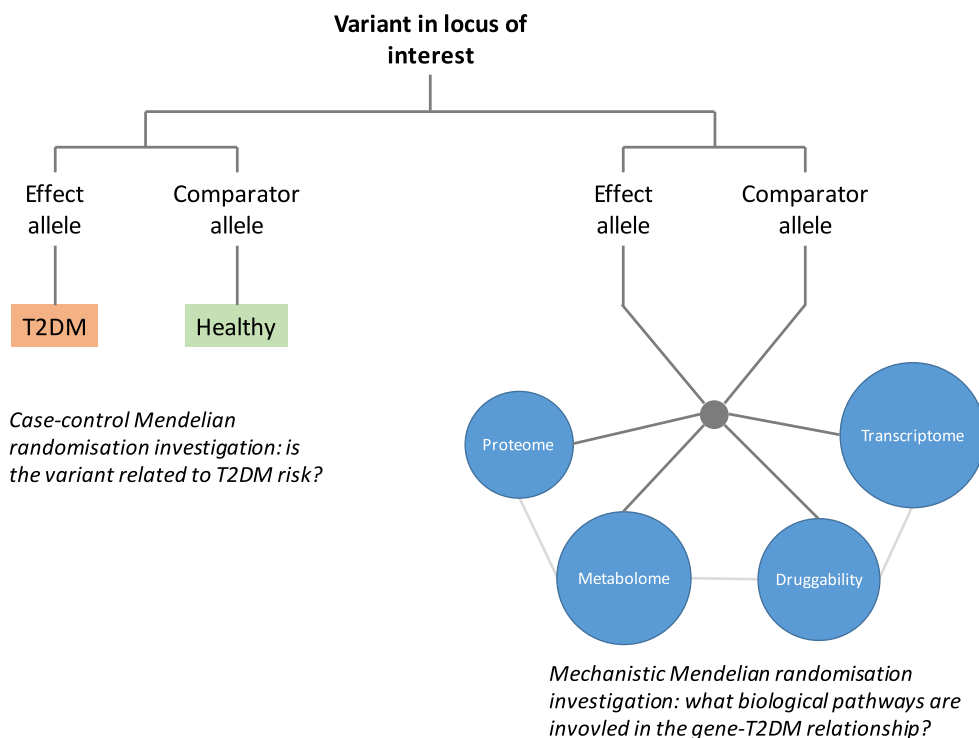 Variant in locus of
interest
Effect
allele
Comparator
allele
Effect
allele
Comparator
allele
T2DM
Healthy
Case-control Mendelian
randomisation investigation: is
the variant related to T2DM risk?
Proteome
Transcriptome
Metabolome
Druggability
Mechanistic Mendelian randomisation
investigation: what biological pathways are
invovled in the gene-T2DM relationship?